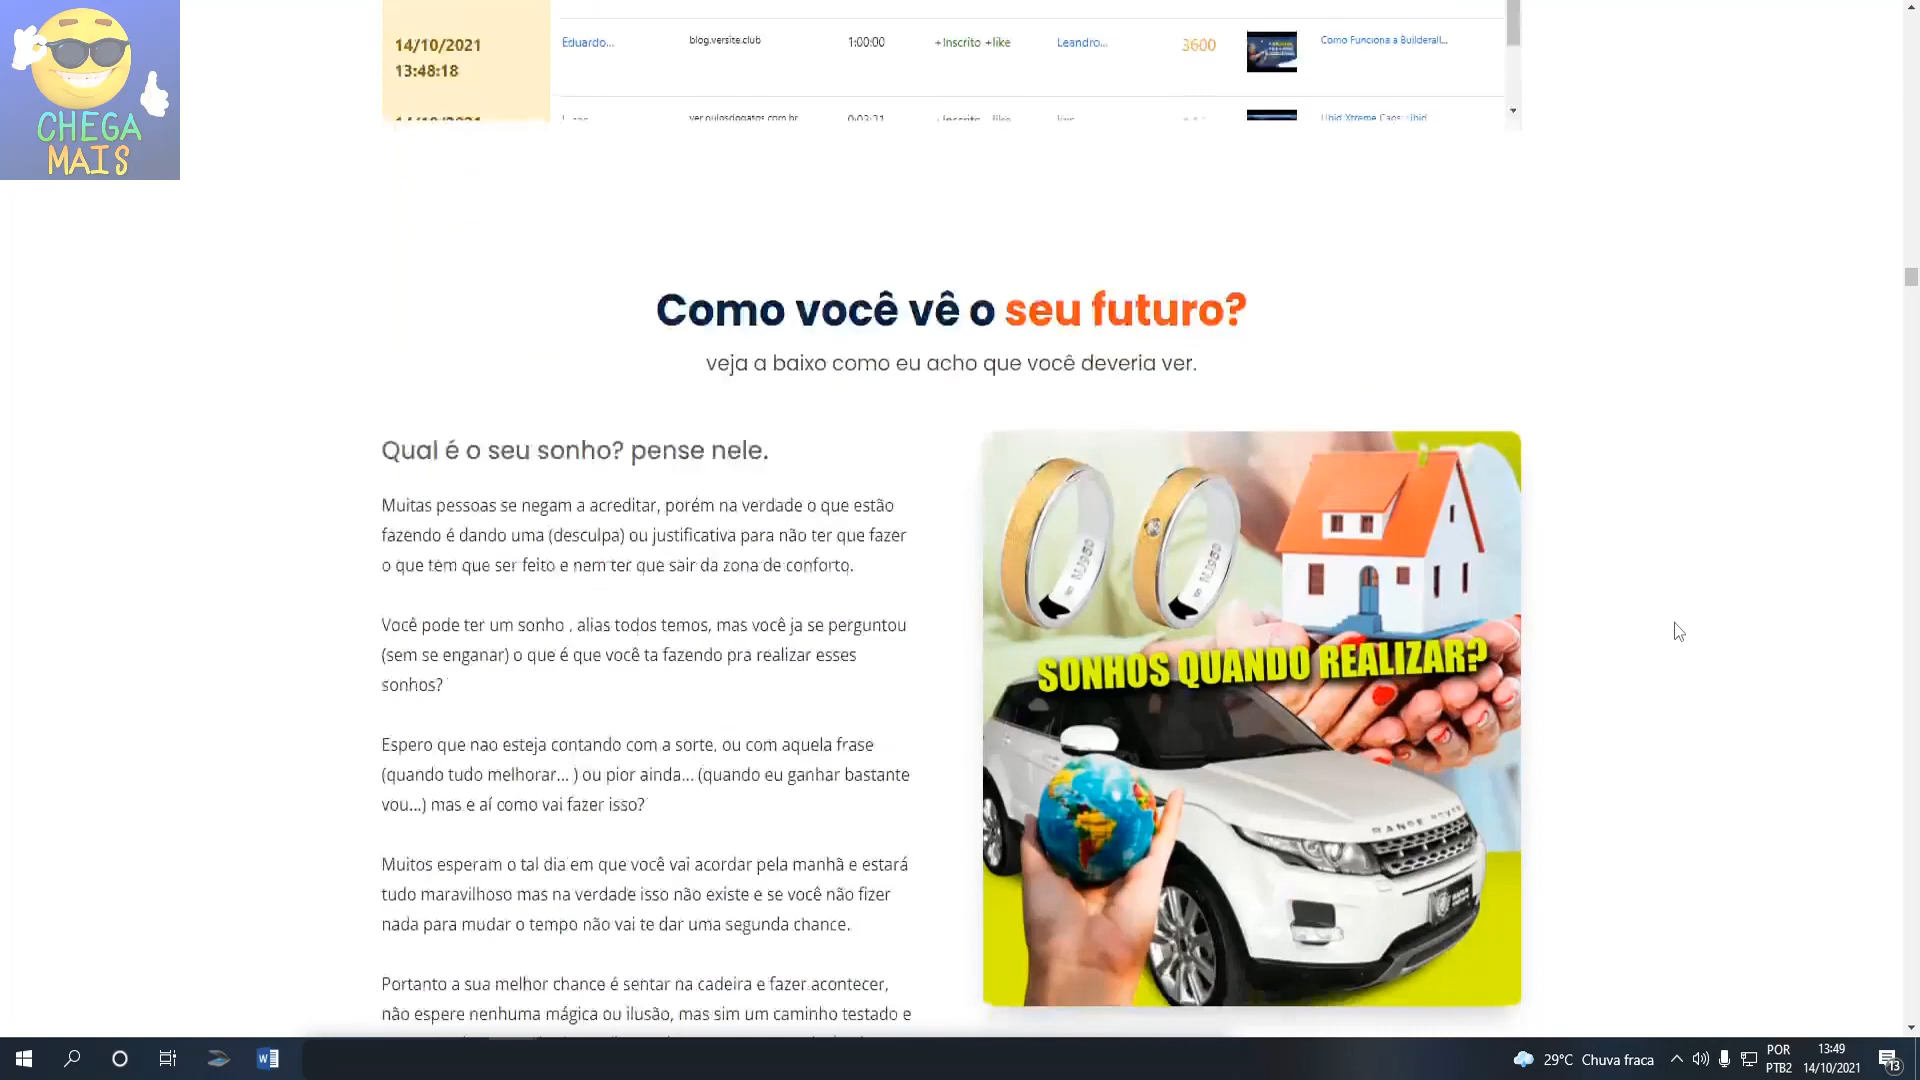 CHEGA
MAIS
14/10/2021
13:48:18
Eduardo...
blog.versite.club
1:00:00
+Inscrito +like
Leandro...
3600
Como Funciona a Builderall...
Como você vê o seu futuro?
veja a baixo como eu acho que você deveria ver.
Qual é o seu sonho? pense nele.
Muitas pessoas se negam a acreditar, porém na verdade o que estão
fazendo é dando uma (desculpa) ou justificativa para não ter que fazer
o que tem que ser feito e nem ter que sair da zona de conforto.
Você pode ter um sonho , alias todos temos, mas você ja se perguntou
(sem se enganar) o que é que você ta fazendo pra realizar esses
sonhos?
Espero que nao esteja contando com a sorte, ou com aquela frase
(quando tudo melhorar... ) ou pior ainda... (quando eu ganhar bastante
vou...) mas e aí como vai fazer isso?
Muitos esperam o tal dia em que você vai acordar pela manhã e estará
tudo maravilhoso mas na verdade isso não existe e se você não fizer
nada para mudar o tempo não vai te dar uma segunda chance.
Portanto a sua melhor chance é sentar na cadeira e fazer acontecer,
não espere nenhuma mágica ou ilusão, mas sim um caminho testado e
SONHOS QUANDO REALIZAR?
RANGE ROVER
29°C Chuva fraca
POR
PTB2
13:49
14/10/2021
13